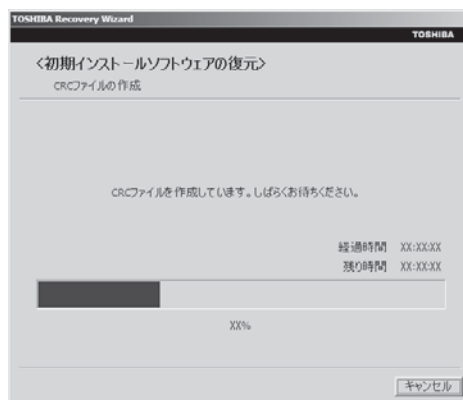 TOSHIBA Recovery Wizard
TOSHIBA
<初期インストールソフトウェアの復元>
CRCファイルの作成
CRCファイルを作成しています。しばらくお待ちください。
経過時間 XX:XX:XX
残り時間 XX:XX:XX
XX%
キャンセル